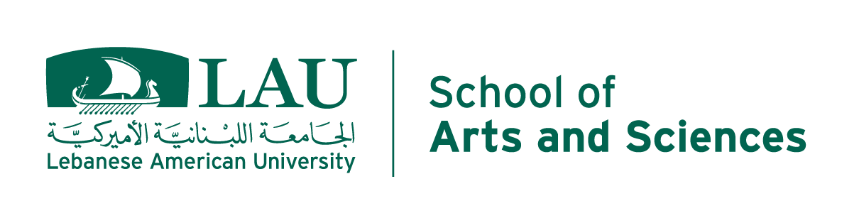 LAU
الجامعة اللبنانية الأميركية
Lebanese American University
School of
Arts and Sciences